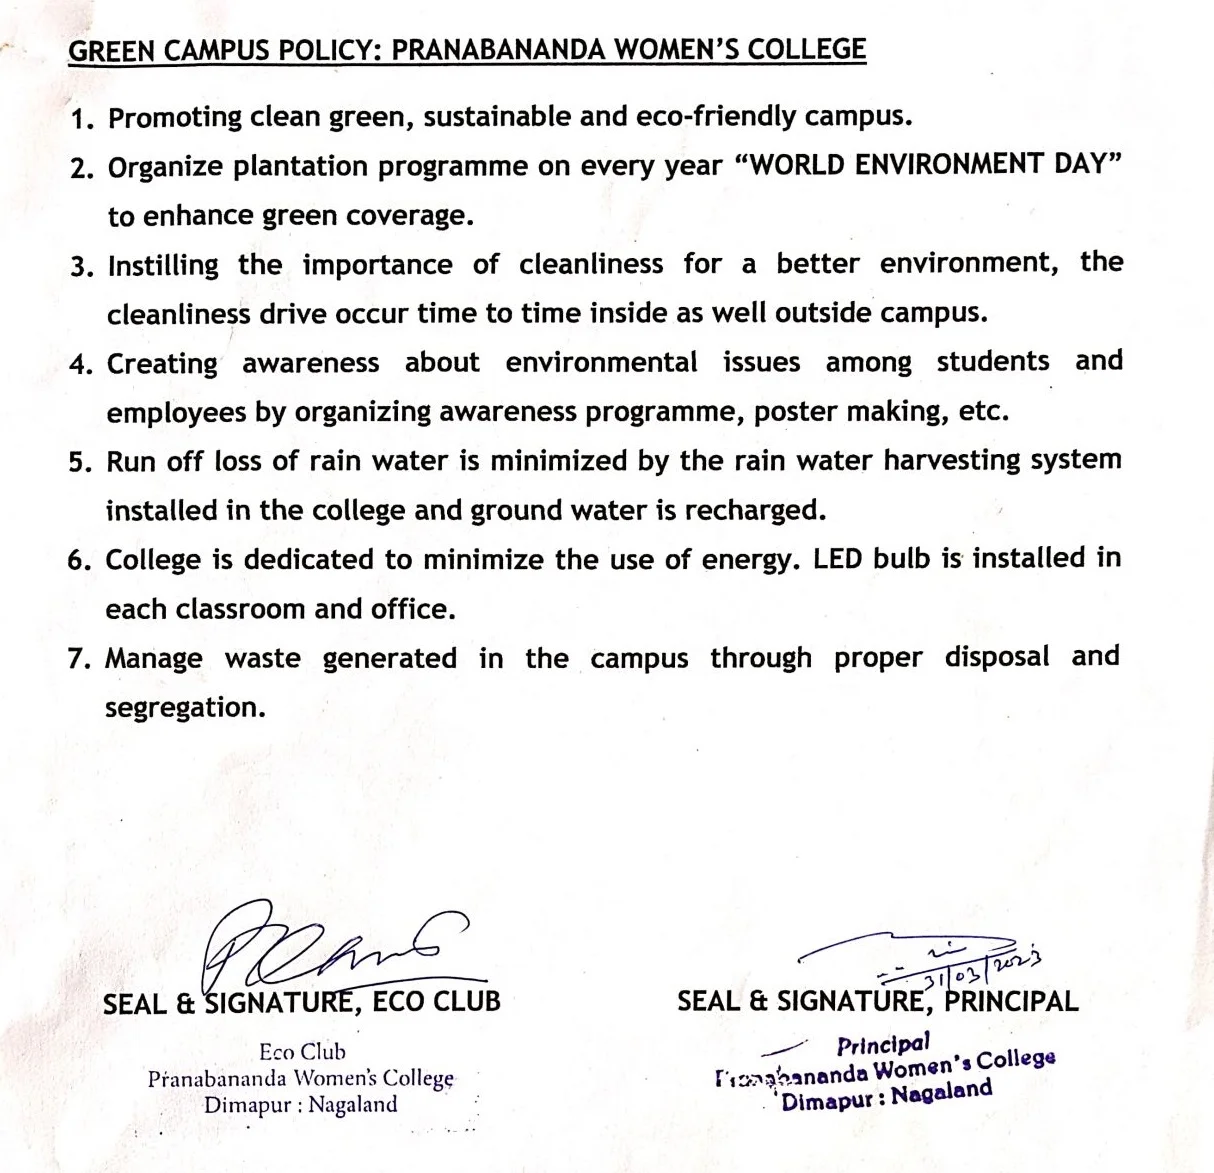 GREEN CAMPUS POLICY: PRANABANANDA WOMEN'S COLLEGE
1. Promoting clean green, sustainable and eco-friendly campus.
2. Organize plantation programme on every year “WORLD ENVIRONMENT DAY”
to enhance green coverage.
3. Instilling the importance of cleanliness for a better environment, the
cleanliness drive occur time to time inside as well outside campus.
4. Creating awareness about environmental issues among students and
employees by organizing awareness programme, poster making, etc.
5. Run off loss of rain water is minimized by the rain water harvesting system
installed in the college and ground water is recharged.
6. College is dedicated to minimize the use of energy. LED bulb is installed in
each classroom and office.
7. Manage waste generated in the campus through proper disposal and
segregation.
31/03/2023
SEAL & SIGNATURE, ECO CLUB
SEAL & SIGNATURE, PRINCIPAL
Eco Club
Pranabananda Women's College
Dimapur : Nagaland
Principal
Pranabananda Women's College
Dimapur : Nagaland